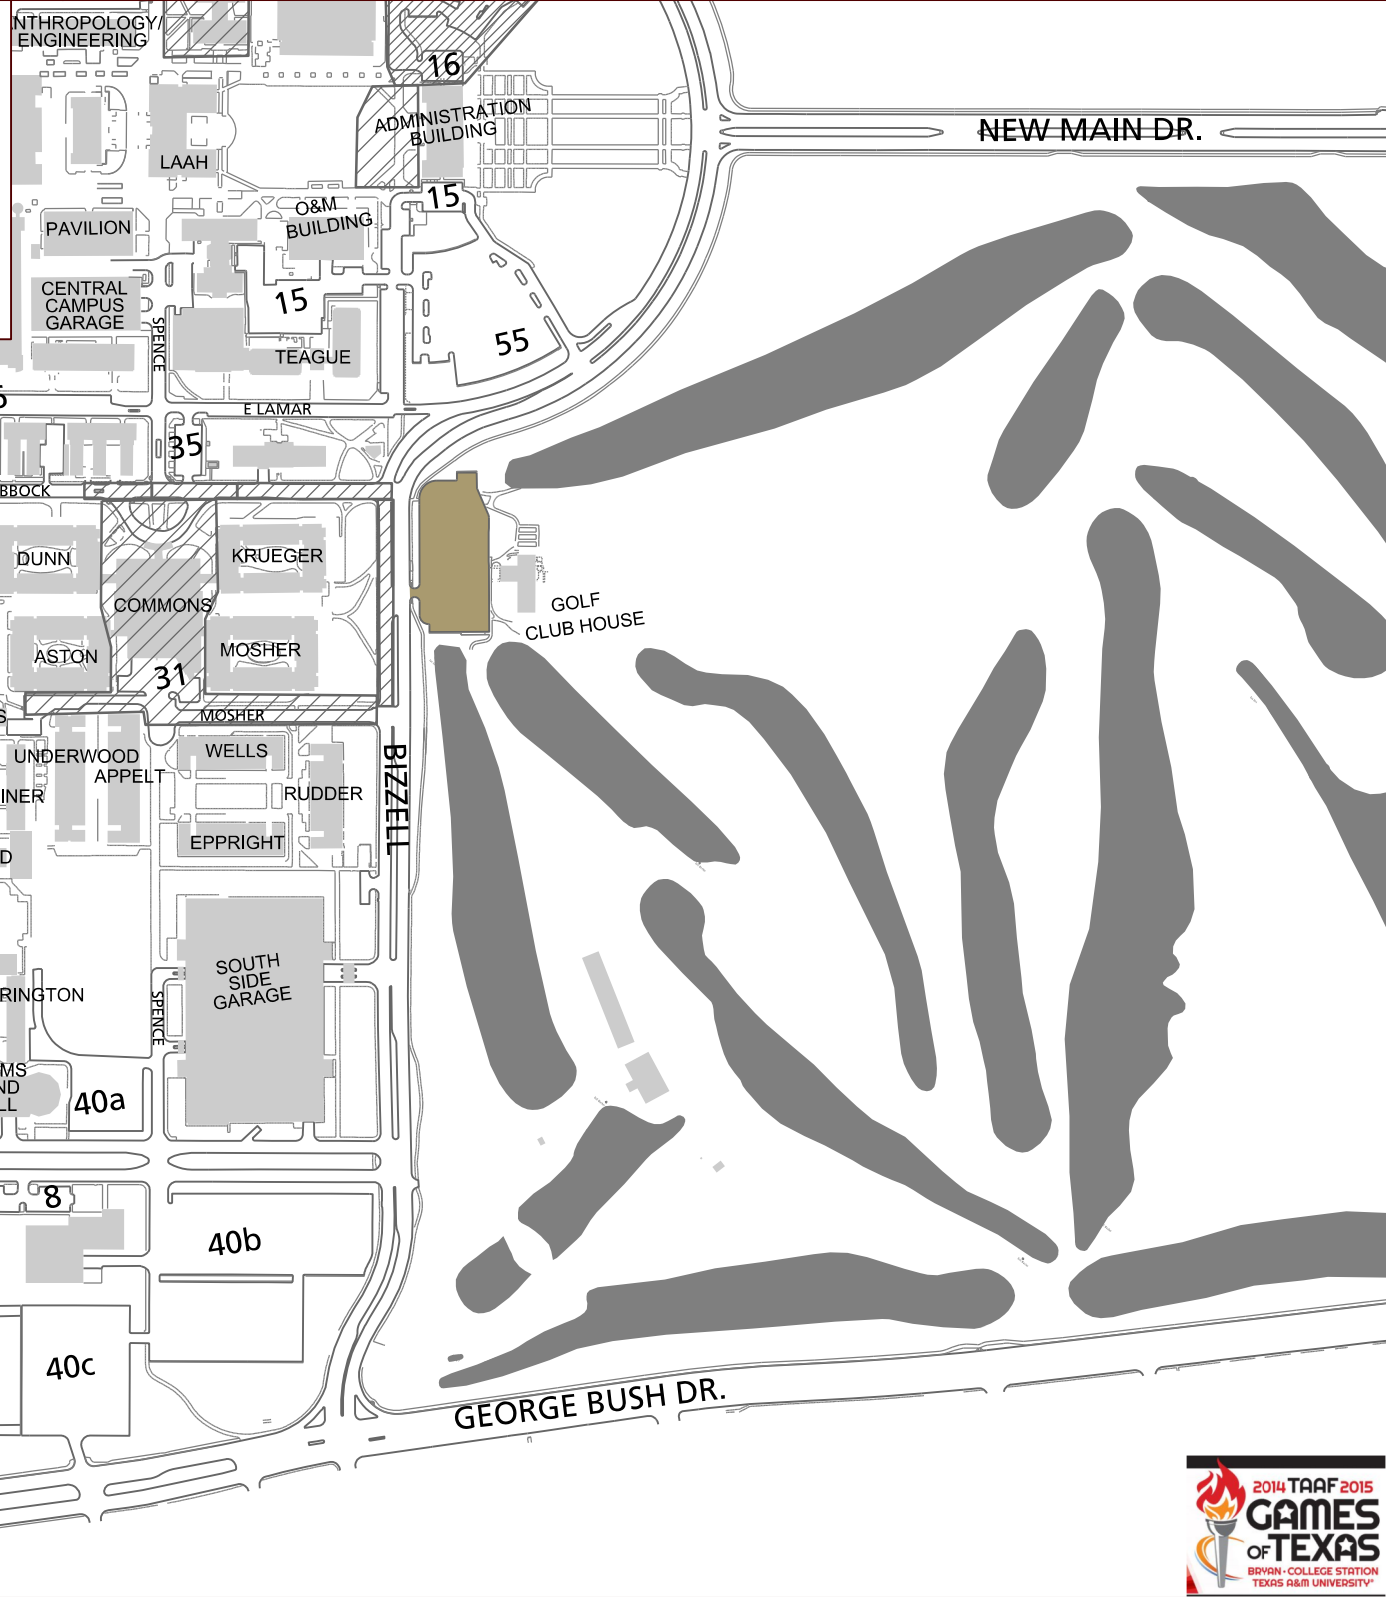 NTHROPOLOGY/
ENGINEERING
16
ADMINISTRATION
BUILDING
NEW MAIN DR.
LAAH
15
O&M
BUILDING
PAVILION
CENTRAL
CAMPUS
GARAGE
15
SPENCE
55
TEAGUE
E LAMAR
35
BBOCK
DUNN
KRUEGER
COMMONS
GOLF
CLUB HOUSE
ASTON
MOSHER
31
MOSHER
UNDERWOOD
APPELT
WELLS
BIZZELL
INER
RUDDER
EPPRIGHT
D
SOUTH
SIDE
GARAGE
RINGTON
SPENCE
MS
ND
LL
40a
8
40b
40c
GEORGE BUSH DR.
2014 TAAF 2015
GAMES
OF TEXAS
BRYAN • COLLEGE STATION
TEXAS A&M UNIVERSITY